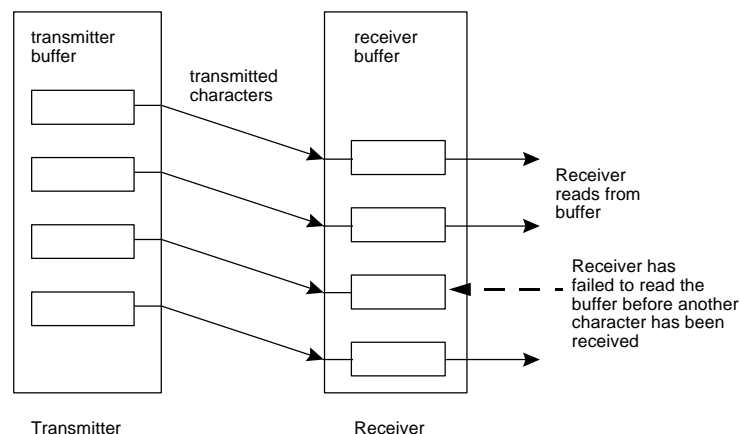 transmitter
buffer
receiver
buffer
transmitted
characters
Receiver
reads from
buffer
Receiver has
failed to read the
buffer before another
character has been
received
Transmitter
Receiver